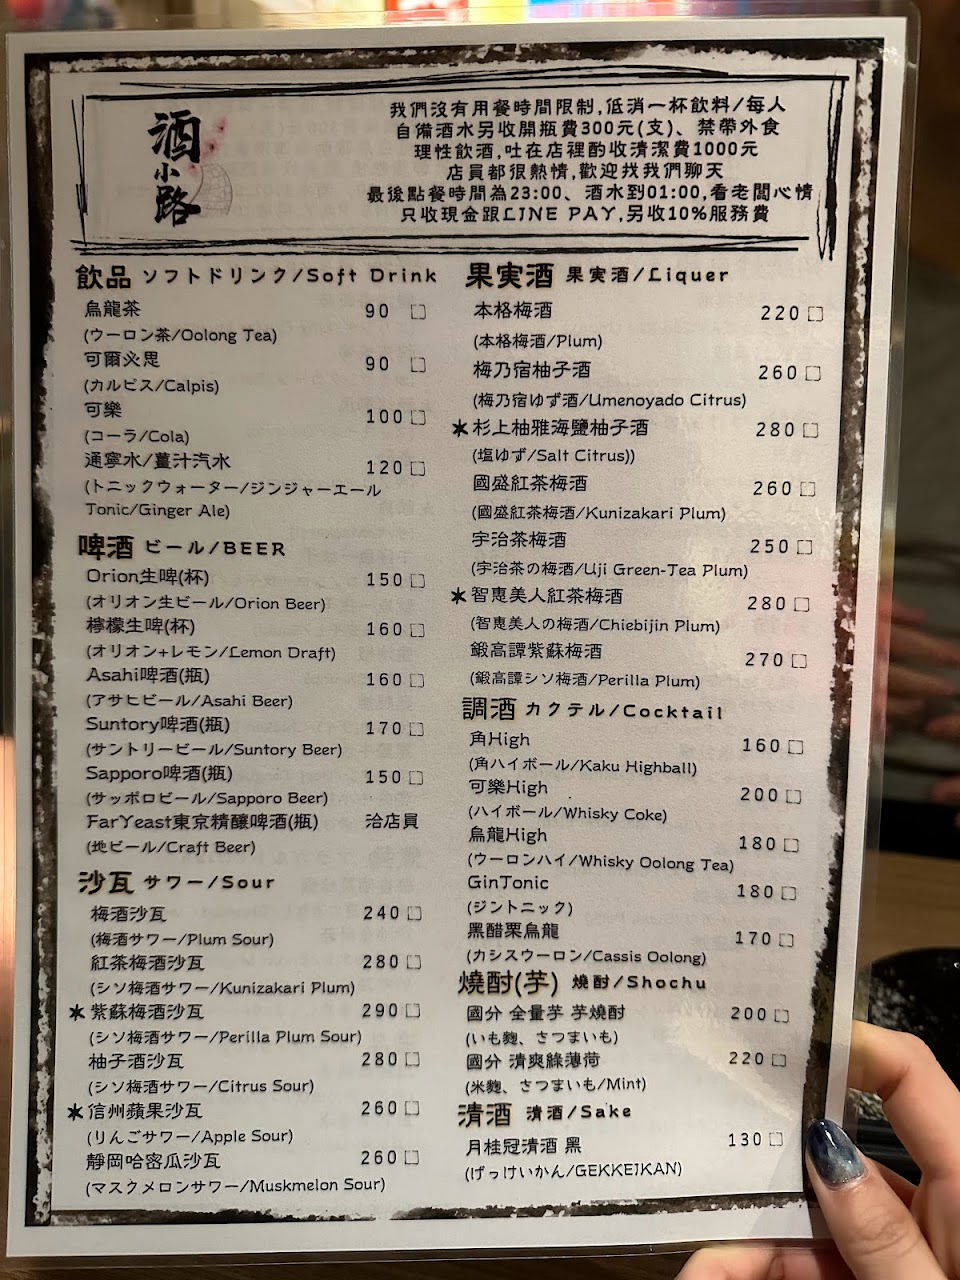 酒小路
我們沒有用餐時間限制,低消一杯飲料/每人
自備酒水另收開瓶費300元(支)、禁帶外食
理性飲酒,吐在店裡酌收清潔費1000元
店員都很熱情,歡迎找我們聊天
最後點餐時間為23:00、酒水到01:00,看老闆心情
只收現金跟LINE PAY,另收10%服務費
飲品 ソフトドリンク/Soft Drink
烏龍茶 90
(ウーロン茶/Oolong Tea)
可爾必思 90
(カルピス/Calpis)
可樂 100
(コーラ/Cola)
通寧水/薑汁汽水 120
(トニックウォーター/ジンジャーエール
Tonic/Ginger Ale)
啤酒 ビール/BEER
Orion生啤(杯) 150
(オリオン生ビール/Orion Beer)
檸檬生啤(杯) 160
(オリオン+レモン/Lemon Draft)
Asahi啤酒(瓶) 160
(アサヒビール/Asahi Beer)
Suntory啤酒(瓶) 170
(サントリービール/Suntory Beer)
Sapporo啤酒(瓶) 150
(サッポロビール/Sapporo Beer)
FarYeast東京精釀啤酒(瓶) 洽店員
(地ビール/Craft Beer)
沙瓦 サワー/Sour
梅酒沙瓦 240
(梅酒サワー/Plum Sour)
紅茶梅酒沙瓦 280
(シソ梅酒サワー/Kunizakari Plum)
★紫蘇梅酒沙瓦 290
(シソ梅酒サワー/Perilla Plum Sour)
柚子酒沙瓦 280
(シソ梅酒サワー/Citrus Sour)
★信州蘋果沙瓦 260
(りんごサワー/Apple Sour)
靜岡哈密瓜沙瓦 260
(マスクメロンサワー/Muskmelon Sour)
果実酒 果実酒/Liquer
本格梅酒 220
(本格梅酒/Plum)
梅乃宿柚子酒 260
(梅乃宿ゆず酒/Umenoyado Citrus)
★杉上柚雅海鹽柚子酒 280
(塩ゆず/Salt Citrus))
國盛紅茶梅酒 260
(國盛紅茶梅酒/Kunizakari Plum)
宇治茶梅酒 250
(宇治茶の梅酒/Uji Green-Tea Plum)
★智惠美人紅茶梅酒 280
(智惠美人の梅酒/Chiebijin Plum)
鍛高譚紫蘇梅酒 270
(鍛高譚シソ梅酒/Perilla Plum)
調酒 カクテル/Cocktail
角High 160
(角ハイボール/Kaku Highball)
可樂High 200
(ハイボール/Whisky Coke)
烏龍High 180
(ウーロンハイ/Whisky Oolong Tea)
GinTonic 180
(ジントニック)
黑醋栗烏龍 170
(カシスウーロン/Cassis Oolong)
燒酎(芋) 燒酎/Shochu
國分 全量芋 芋燒酎 200
(いも麴、さつまいも)
國分 清爽綠薄荷 220
(米麴、さつまいも/Mint)
清酒 清酒/Sake
月桂冠清酒 黑 130
(げっけいかん/GEKKEIKAN)